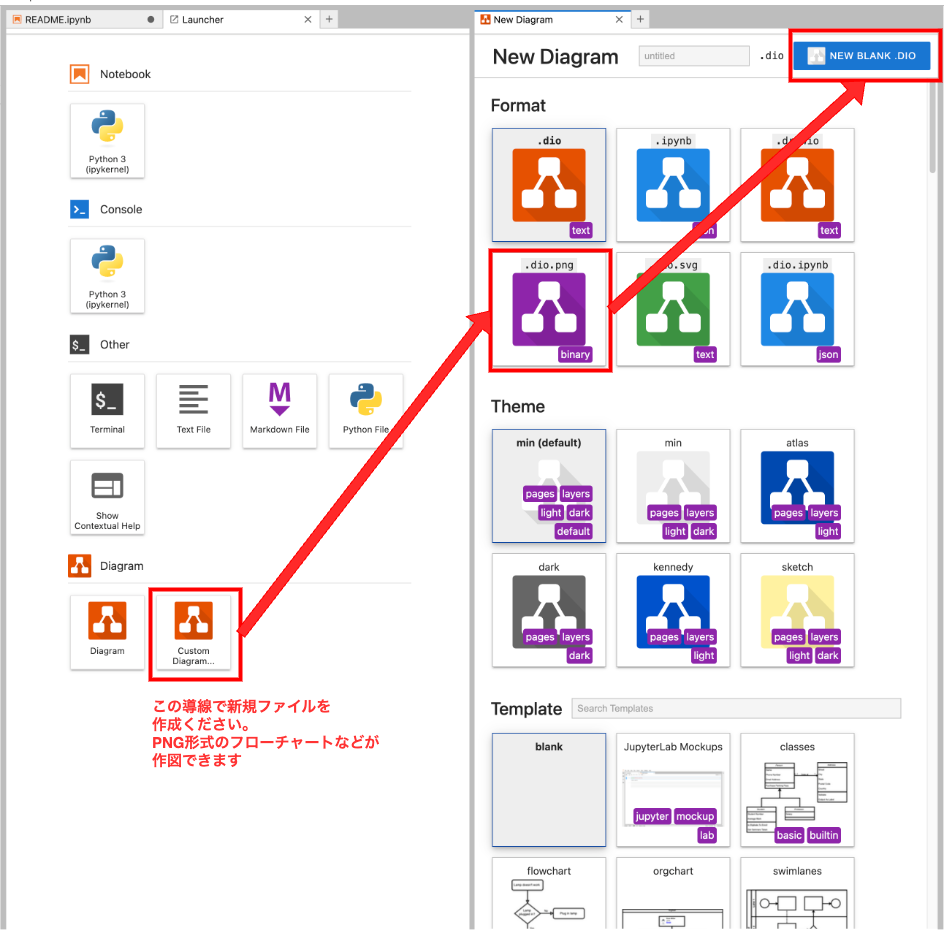 README.ipynb
Launcher
New Diagram
Notebook
Python 3
(ipykernel)
Console
Python 3
(ipykernel)
Other
$_
Terminal
Text File
M
Markdown File
Python File
Show
Contextual Help
Diagram
Diagram
Custom
Diagram...
この導線で新規ファイルを
作成ください。
PNG形式のフローチャートなどが
作図できます
New Diagram
untitled
.dio
NEW BLANK .DIO
Format
.dio
text
.ipynb
text
.dio.png
binary
.svg
text
.dio.ipynb
json
Theme
min (default)
pages layers
light dark
default
min
pages layers
light dark
atlas
pages layers
light
dark
pages layers
dark
kennedy
pages layers
light
sketch
pages layers
light dark
Template
Search Templates
blank
JupyterLab Mockups
jupyter mockup
lab
classes
basic builtin
flowchart
orgchart
swimlanes